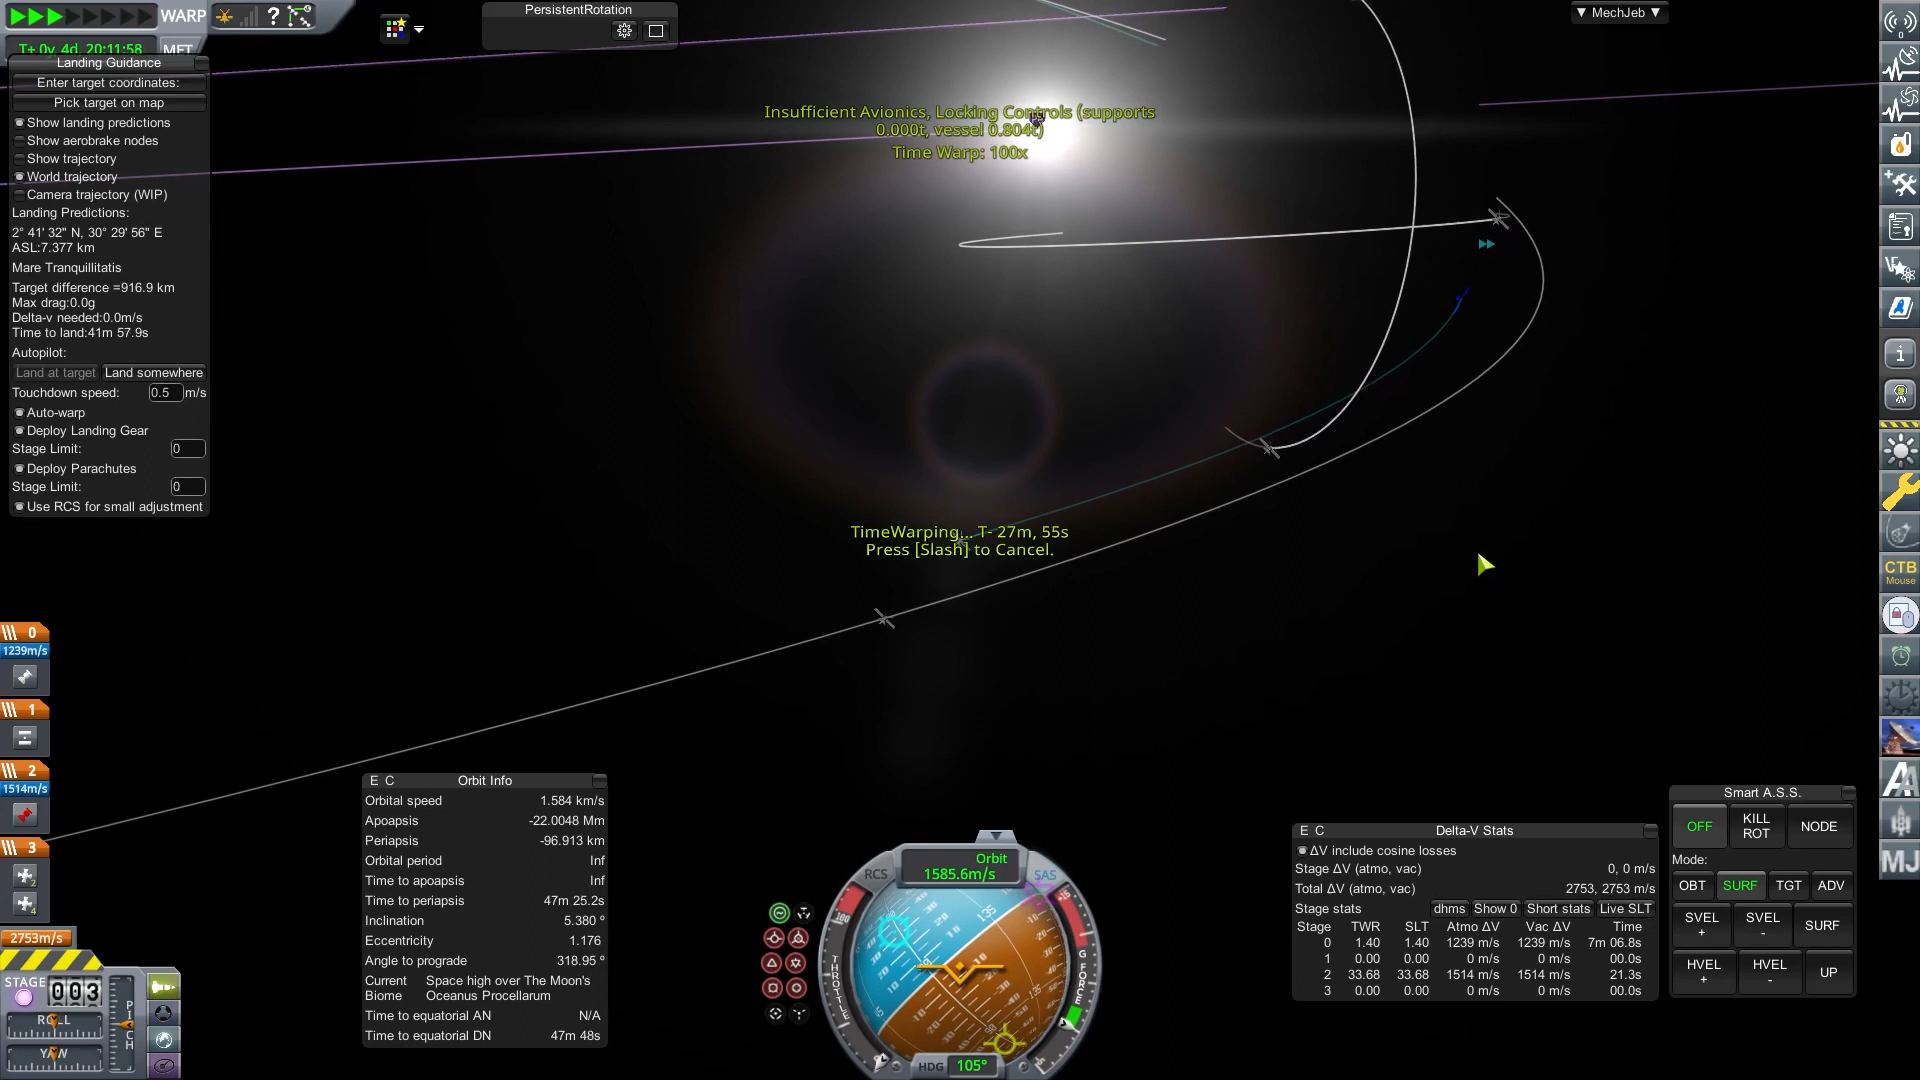 WARP
?
PersistentRotation
▼ MechJeb ▼
T+ 0y, 4d, 20:11:58 MET
Landing Guidance
Enter target coordinates:
Pick target on map
Show landing predictions
Show aerobrake nodes
Show trajectory
World trajectory
Camera trajectory (WIP)
Landing Predictions:
2° 41' 32" N, 30° 29' 56" E
ASL:7.377 km
Mare Tranquillitatis
Target difference =916.9 km
Max drag:0.0g
Delta-v needed:0.0m/s
Time to land:41m 57.9s
Autopilot:
Land at target Land somewhere
Touchdown speed: 0.5 m/s
Auto-warp
Deploy Landing Gear
Stage Limit: 0
Deploy Parachutes
Stage Limit: 0
Use RCS for small adjustment
Insufficient Avionics, Locking Controls (supports
0.000t, vessel 0.804t)
Time Warp: 100x
TimeWarping... T- 27m, 55s
Press [Slash] to Cancel.
0
1239m/s
1
2
1514m/s
3
2
4
2753m/s
STAGE 003
ROLL
YAW
PITCH
E C Orbit Info
Orbital speed 1.584 km/s
Apoapsis -22.0048 Mm
Periapsis -96.913 km
Orbital period Inf
Time to apoapsis Inf
Time to periapsis 47m 25.2s
Inclination 5.380 º
Eccentricity 1.176
Angle to prograde 318.95 º
Current Biome Space high over The Moon's Oceanus Procellarum
Time to equatorial AN N/A
Time to equatorial DN 47m 48s
Orbit
1585.6m/s
RCS
SAS
THROTTLE
G FORCE
HDG 105°
E C Delta-V Stats
ΔV include cosine losses
Stage ΔV (atmo, vac) 0, 0 m/s
Total ΔV (atmo, vac) 2753, 2753 m/s
Stage stats dhms Show 0 Short stats Live SLT
Stage TWR SLT Atmo ΔV Vac ΔV Time
0 1.40 1.40 1239 m/s 1239 m/s 7m 06.8s
1 0.00 0.00 0 m/s 0 m/s 00.0s
2 33.68 33.68 1514 m/s 1514 m/s 21.3s
3 0.00 0.00 0 m/s 0 m/s 00.0s
Smart A.S.S.
OFF KILL ROT NODE
Mode:
OBT SURF TGT ADV
SVEL + SVEL - SURF
HVEL + HVEL - UP
0
CTB
Mouse
MJ